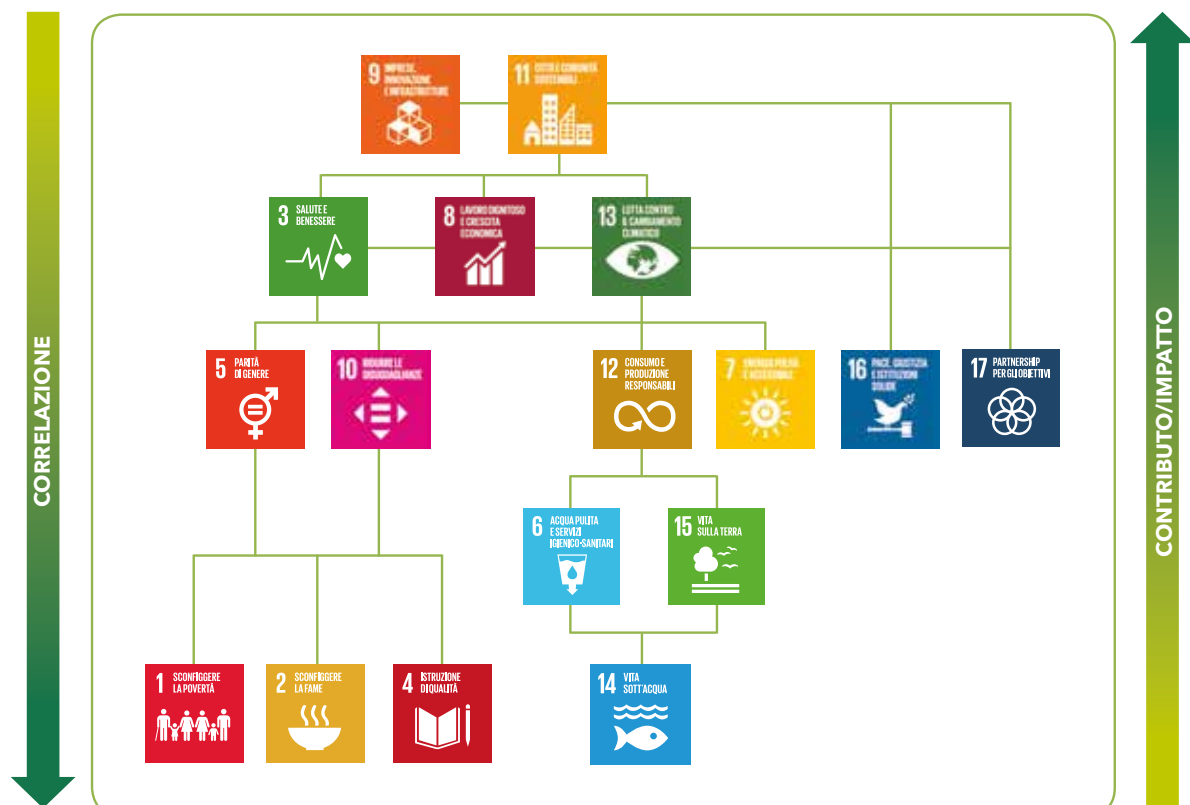 CORRELAZIONE
9 IMPRESE,
INNOVAZIONE
E INFRASTRUTTURE
11 CITTÀ E COMUNITÀ
SOSTENIBILI
3 SALUTE E
BENESSERE
8 LAVORO DIGNITOSO
E CRESCITA
ECONOMICA
13 LOTTA CONTRO
IL CAMBIAMENTO
CLIMATICO
5 PARITÀ
DI GENERE
10 RIDURRE LE
DISUGUAGLIANZE
12 CONSUMO E
PRODUZIONE
RESPONSABILI
7 ENERGIA PULITA
E ACCESSIBILE
16 PACE, GIUSTIZIA
E ISTITUZIONI
SOLIDE
17 PARTNERSHIP
PER GLI OBIETTIVI
6 ACQUA PULITA
E SERVIZI
IGIENICO-SANITARI
15 VITA
SULLA TERRA
1 SCONFIGGERE
LA POVERTÀ
2 SCONFIGGERE
LA FAME
4 ISTRUZIONE
DI QUALITÀ
14 VITA
SOTT'ACQUA
CONTRIBUTO/IMPATTO